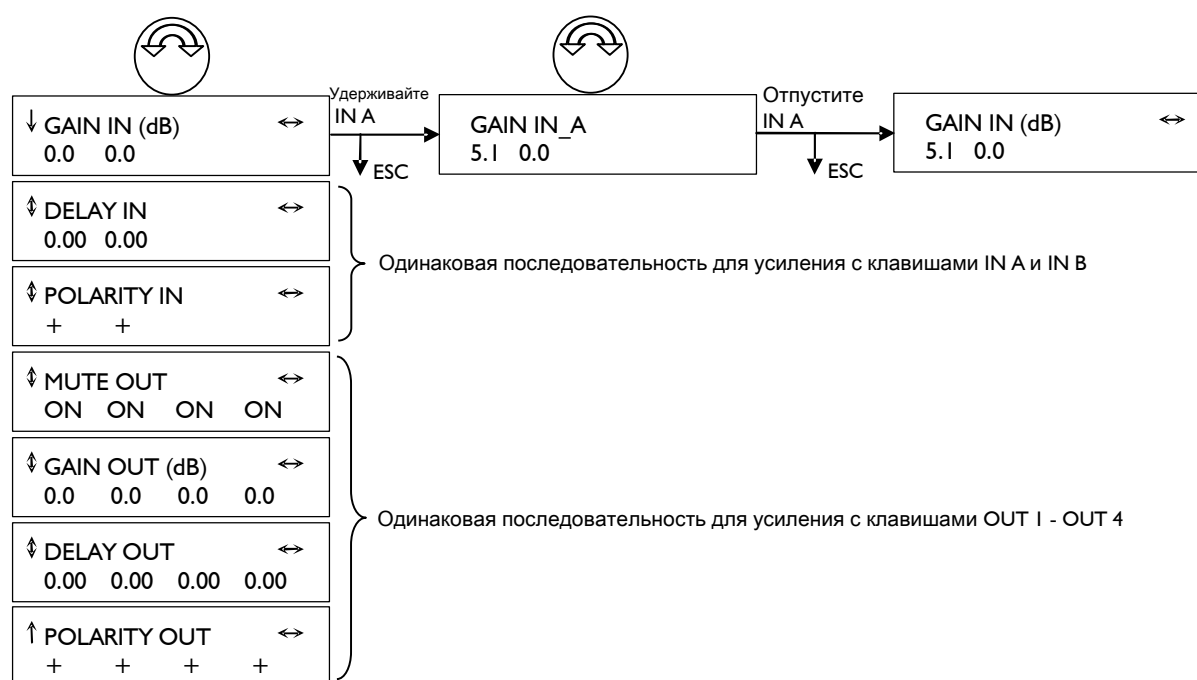 Удерживайте
IN A
ESC
Отпустите
IN A
ESC
GAIN IN (dB)
0.0 0.0
GAIN IN_A
5.1 0.0
GAIN IN (dB)
5.1 0.0
DELAY IN
0.00 0.00
POLARITY IN
+ +
Одинаковая последовательность для усиления с клавишами IN A и IN B
MUTE OUT
ON ON ON ON
GAIN OUT (dB)
0.0 0.0 0.0 0.0
DELAY OUT
0.00 0.00 0.00 0.00
POLARITY OUT
+ + + +
Одинаковая последовательность для усиления с клавишами OUT 1 - OUT 4